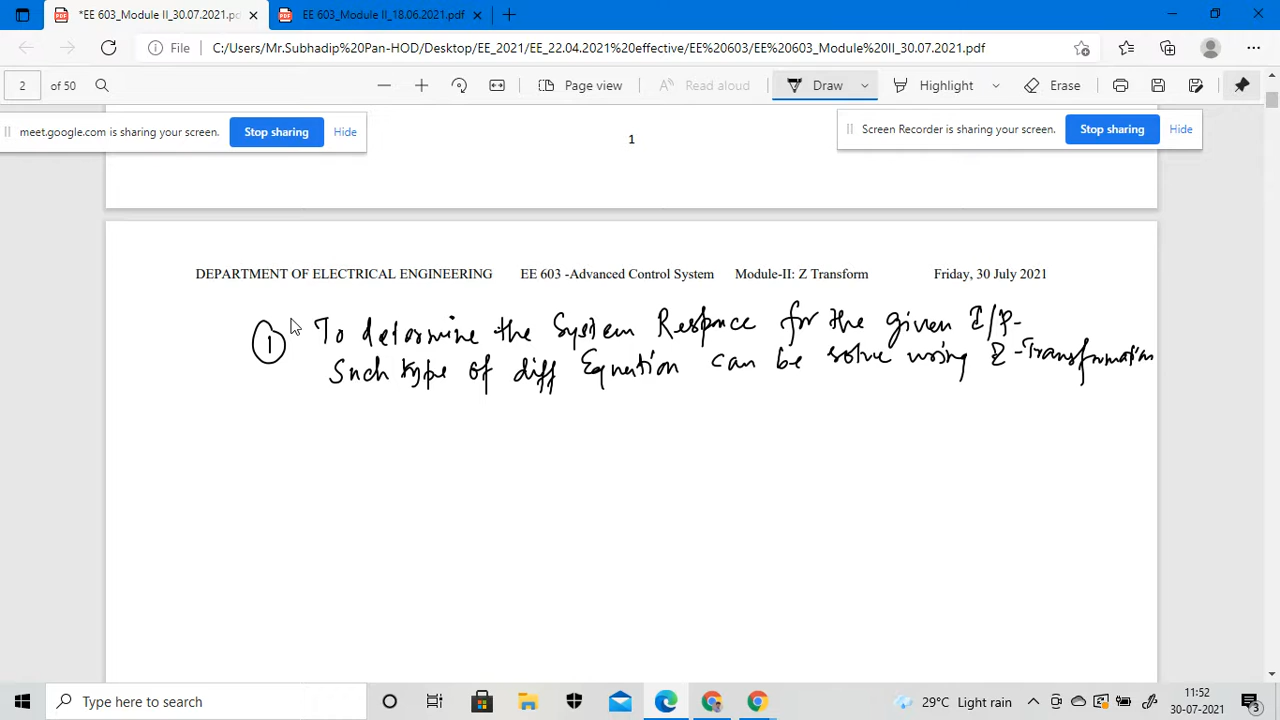 *EE 603_Module II_30.07.2021.pd
EE 603_Module II_18.06.2021.pdf
File
C:/Users/Mr.Subhadip%20Pan-HOD/Desktop/EE_2021/EE_22.04.2021%20effective/EE%20603/EE%20603_Module%20II_30.07.2021.pdf
2 of 50
Page view
Read aloud
Draw
Highlight
Erase
meet.google.com is sharing your screen. Stop sharing Hide
Screen Recorder is sharing your screen. Stop sharing Hide
1
DEPARTMENT OF ELECTRICAL ENGINEERING EE 603 -Advanced Control System Module-II: Z Transform Friday, 30 July 2021
1 To determine the System Responce for the given I/P-
Such type of diff Equation can be solve using Z-Transformation
Type here to search
29°C Light rain
11:52
30-07-2021
3